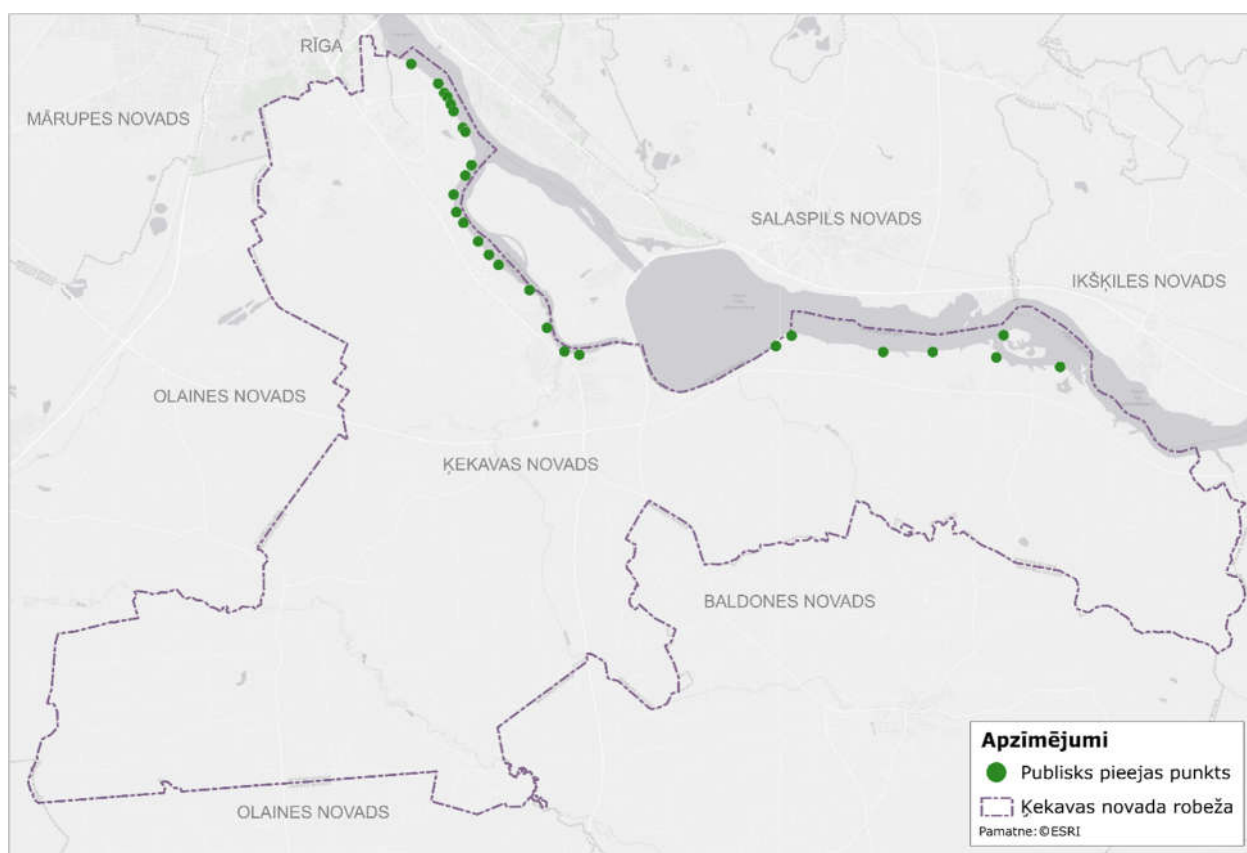 RĪGA
MĀRUPES NOVADS
SALASPILS NOVADS
IKŠĶILES NOVADS
OLAINES NOVADS
ĶEKAVAS NOVADS
BALDONES NOVADS
OLAINES NOVADS
Apzīmējumi
Publisks pieejas punkts
Ķekavas novada robeža
Pamatne:©ESRI